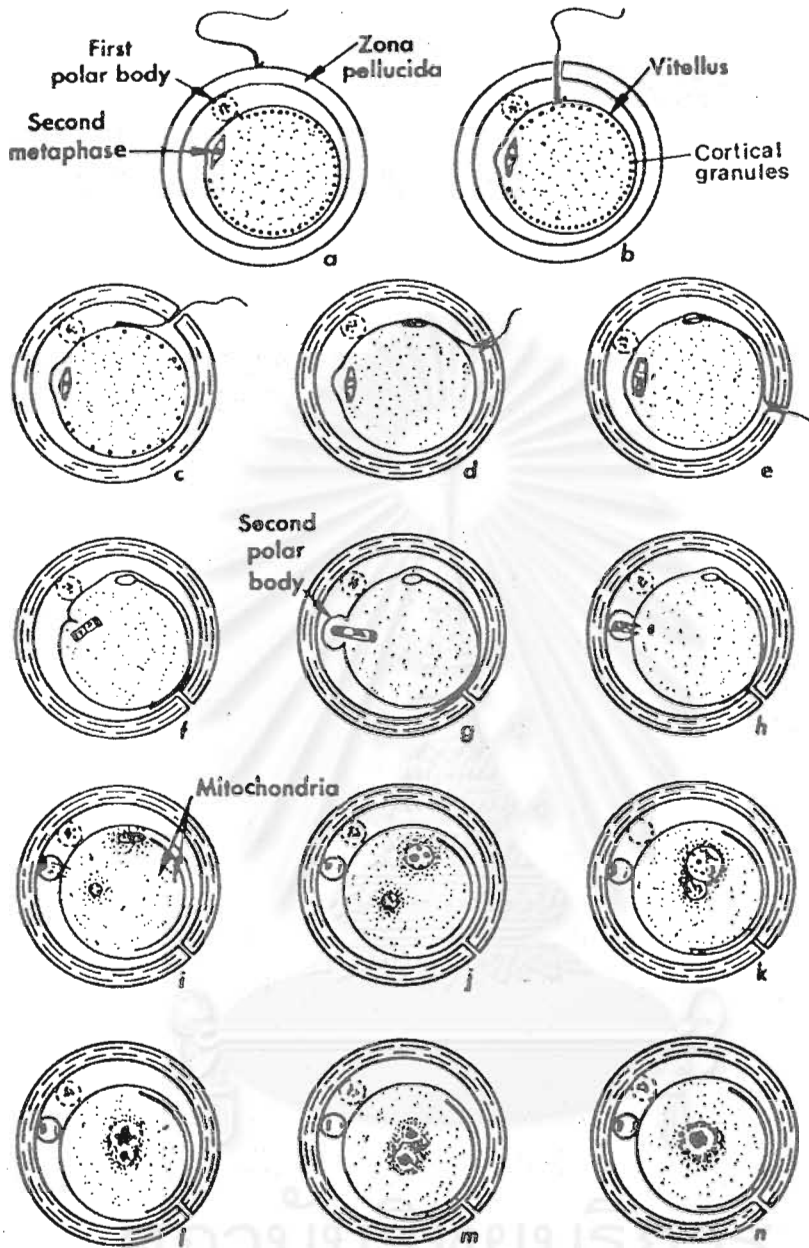 First
polar body
Zona
pellucida
Second
metaphase
Vitellus
Cortical
granules
a
b
c
d
e
Second
polar
body
f
g
h
Mitochondria
i
k
l
m
n